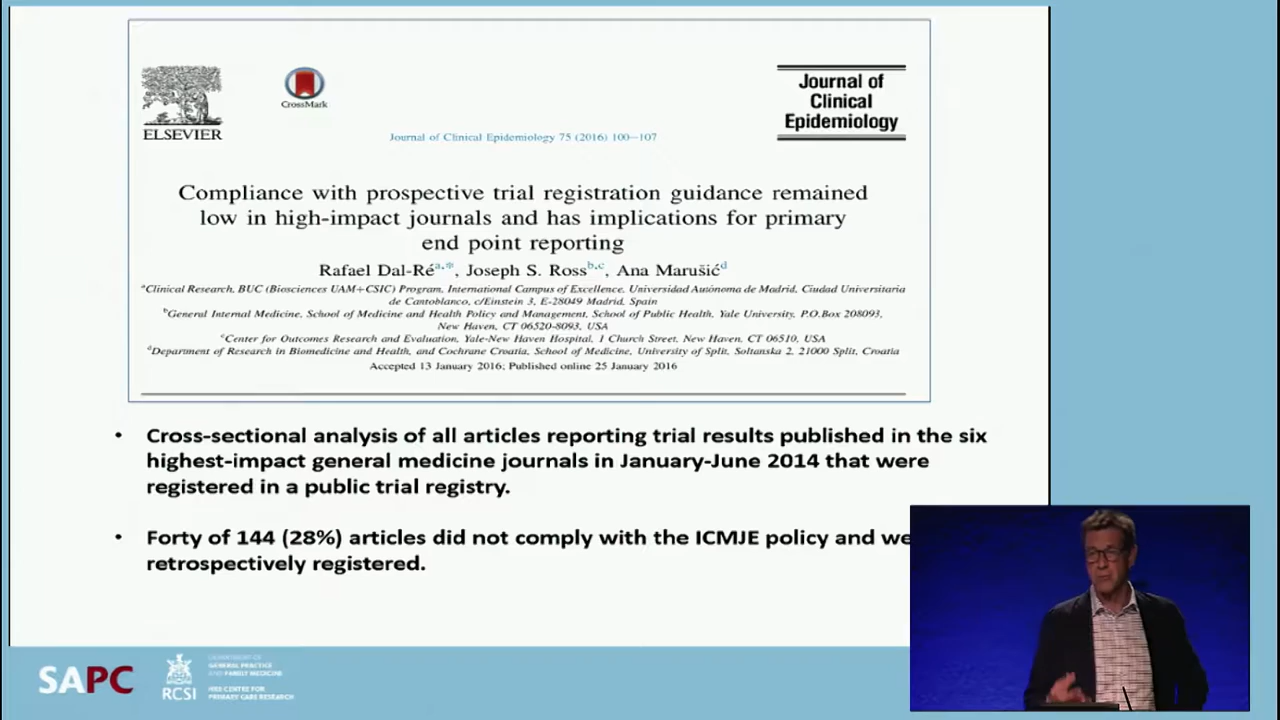 ELSEVIER
CrossMark
Journal of
Clinical
Epidemiology
Journal of Clinical Epidemiology 75 (2016) 100–107
Compliance with prospective trial registration guidance remained
low in high-impact journals and has implications for primary
end point reporting
Rafael Dal-Réa,*, Joseph S. Rossb,c, Ana Marušićd
aClinical Research, BUC (Biosciences UAM+CSIC) Program, International Campus of Excellence, Universidad Autónoma de Madrid, Ciudad Universitaria
de Cantoblanco, c/Einstein 3, E-28049 Madrid, Spain
bGeneral Internal Medicine, School of Medicine and Health Policy and Management, School of Public Health, Yale University, P.O.Box 208093,
New Haven, CT 06520-8093, USA
cCenter for Outcomes Research and Evaluation, Yale-New Haven Hospital, 1 Church Street, New Haven, CT 06510, USA
dDepartment of Research in Biomedicine and Health, and Cochrane Croatia, School of Medicine, University of Split, Soltanska 2, 21000 Split, Croatia
Accepted 13 January 2016; Published online 25 January 2016
• Cross-sectional analysis of all articles reporting trial results published in the six
highest-impact general medicine journals in January-June 2014 that were
registered in a public trial registry.
• Forty of 144 (28%) articles did not comply with the ICMJE policy and we
retrospectively registered.
SAPC
RCSI
DEPARTMENT OF
GENERAL PRACTICE
AND FAMILY MEDICINE
HRB CENTRE FOR
PRIMARY CARE RESEARCH